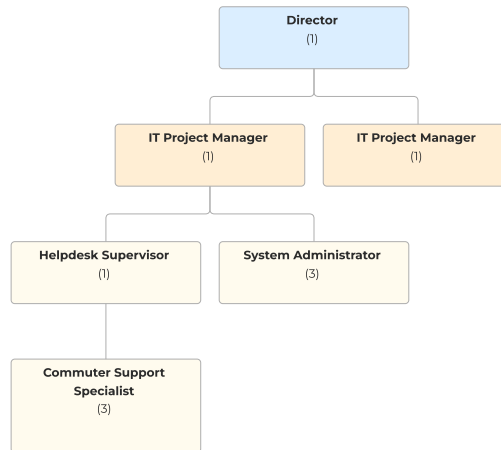 Director
(1)
IT Project Manager
(1)
IT Project Manager
(1)
Helpdesk Supervisor
(1)
System Administrator
(3)
Commuter Support
Specialist
(3)